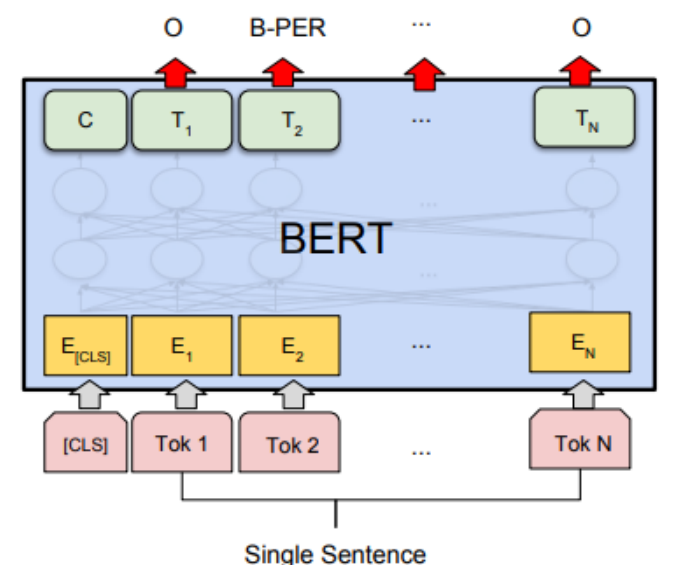 O B-PER ... O
C T1 T2 ... TN
...
BERT
...
E[CLS] E1 E2 ... EN
[CLS] Tok 1 Tok 2 ... Tok N
Single Sentence